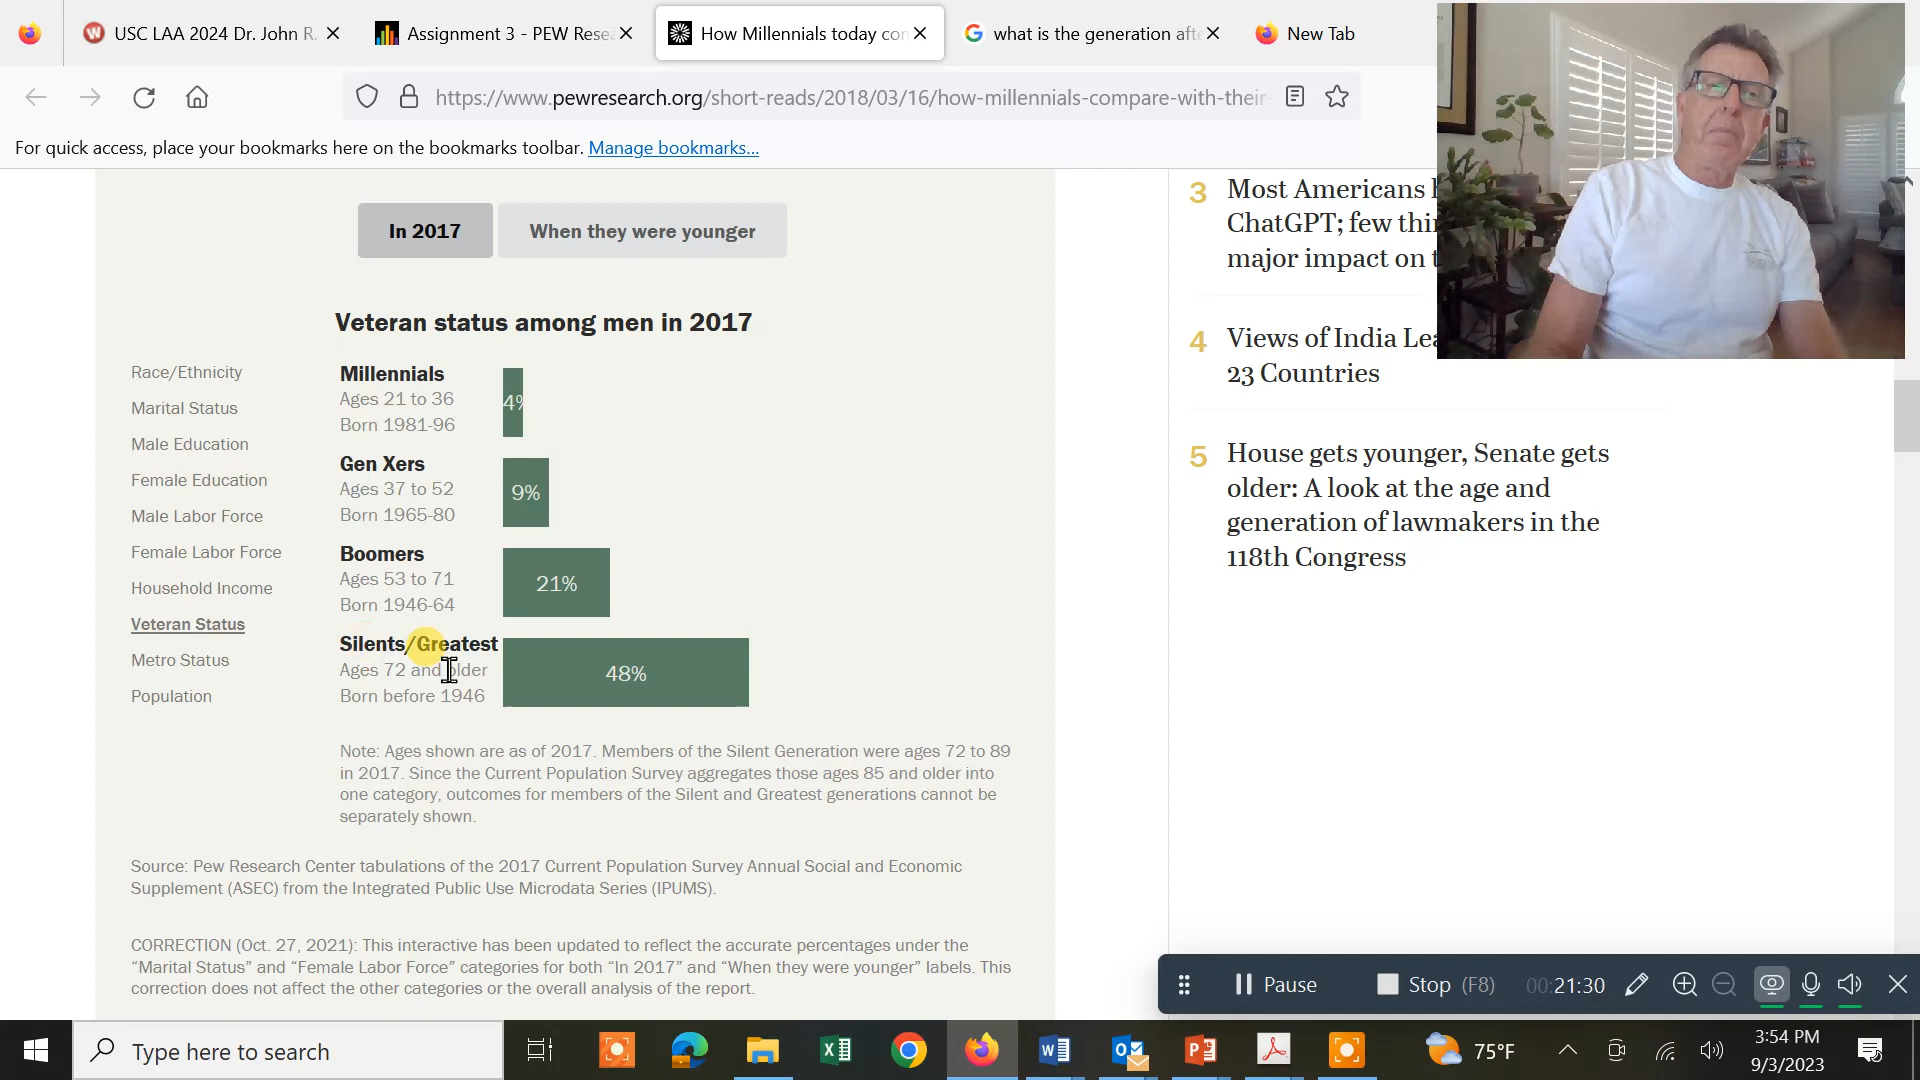 USC LAA 2024 Dr. John R.
Assignment 3 - PEW Rese
How Millennials today co
what is the generation aft
New Tab
https://www.pewresearch.org/short-reads/2018/03/16/how-millennials-compare-with-their-
For quick access, place your bookmarks here on the bookmarks toolbar. Manage bookmarks...
In 2017
When they were younger
Veteran status among men in 2017
Race/Ethnicity
Marital Status
Male Education
Female Education
Male Labor Force
Female Labor Force
Household Income
Veteran Status
Metro Status
Population
Millennials
Ages 21 to 36
Born 1981-96
4%
Gen Xers
Ages 37 to 52
Born 1965-80
9%
Boomers
Ages 53 to 71
Born 1946-64
21%
Silents/Greatest
Ages 72 and older
Born before 1946
48%
Note: Ages shown are as of 2017. Members of the Silent Generation were ages 72 to 89
in 2017. Since the Current Population Survey aggregates those ages 85 and older into
one category, outcomes for members of the Silent and Greatest generations cannot be
separately shown.
Source: Pew Research Center tabulations of the 2017 Current Population Survey Annual Social and Economic
Supplement (ASEC) from the Integrated Public Use Microdata Series (IPUMS).
CORRECTION (Oct. 27, 2021): This interactive has been updated to reflect the accurate percentages under the
“Marital Status” and “Female Labor Force” categories for both “In 2017” and “When they were younger” labels. This
correction does not affect the other categories or the overall analysis of the report.
3
Most Americans
ChatGPT; few thi
major impact on
4
Views of India Lea
23 Countries
5
House gets younger, Senate gets
older: A look at the age and
generation of lawmakers in the
118th Congress
Pause
Stop (F8)
00:21:30
Type here to search
75°F
3:54 PM
9/3/2023